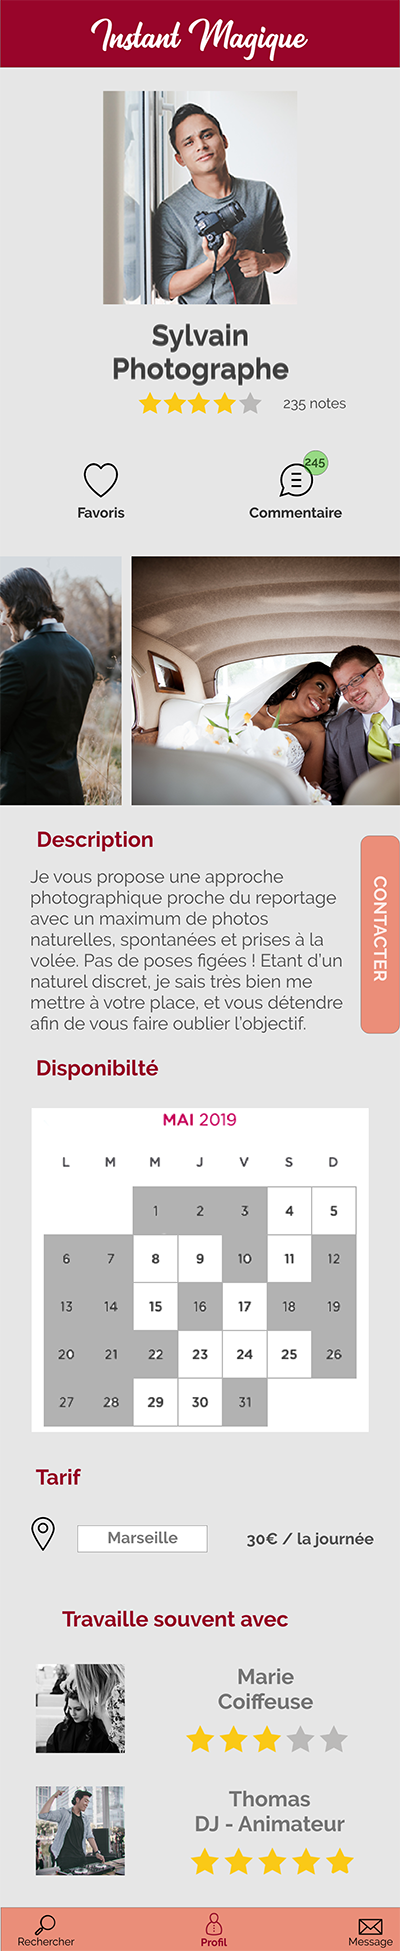 Instant Magique
Sylvain
Photographe
235 notes
245
Favoris
Commentaire
Description
Je vous propose une approche
photographique proche du reportage
avec un maximum de photos
naturelles, spontanées et prises à la
volée. Pas de poses figées ! Etant d'un
naturel discret, je sais très bien me
mettre à votre place, et vous détendre
afin de vous faire oublier l'objectif.
CONTACTER
Disponibilté
MAI 2019
L M M J V S D
1 2 3 4 5
6 7 8 9 10 11 12
13 14 15 16 17 18 19
20 21 22 23 24 25 26
27 28 29 30 31
Tarif
Marseille 30€ / la journée
Travaille souvent avec
Marie
Coiffeuse
Thomas
DJ - Animateur
Rechercher Profil Message